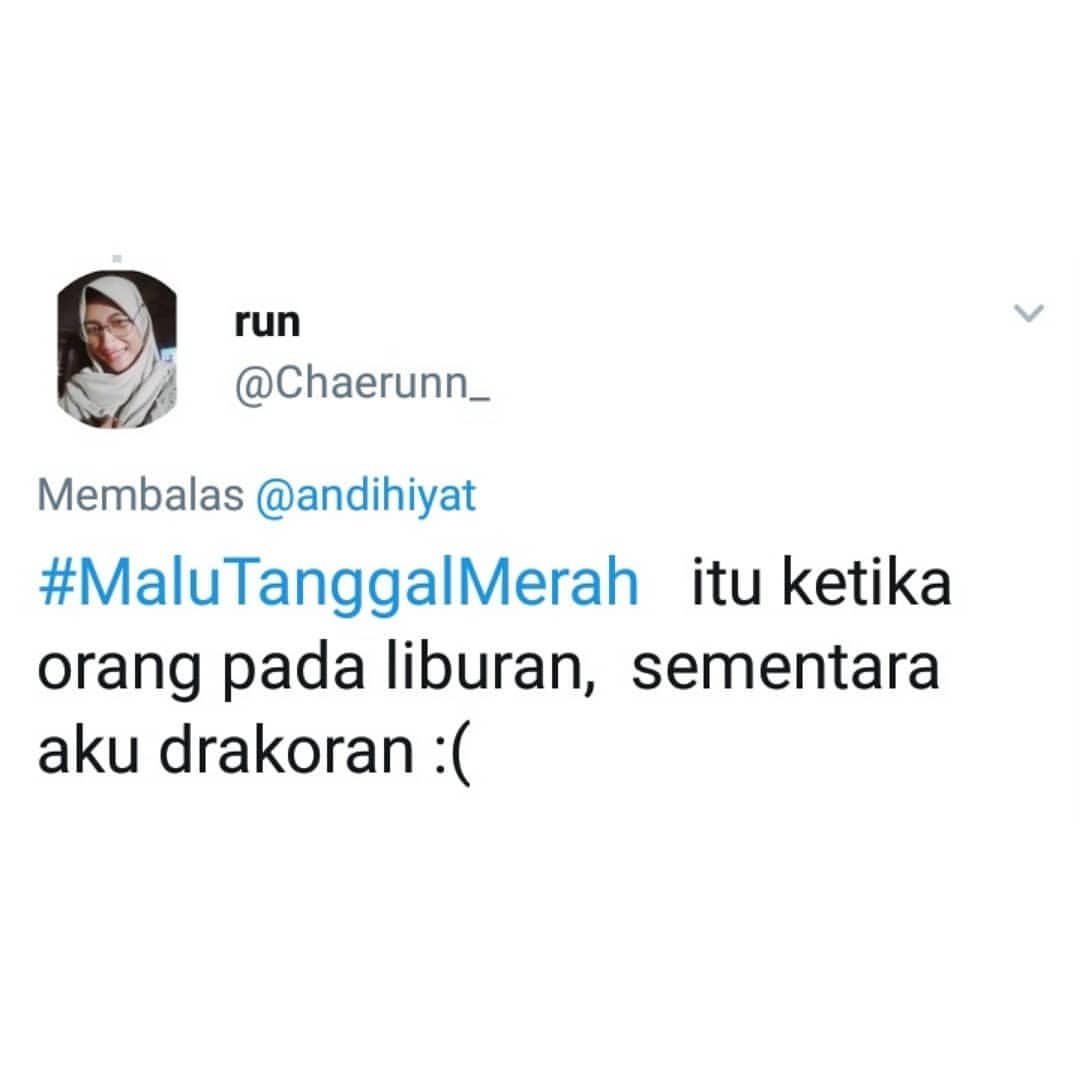 run
@Chaerunn_
Membalas @andihiyat
#MaluTanggalMerah itu ketika
orang pada liburan, sementara
aku drakoran :(